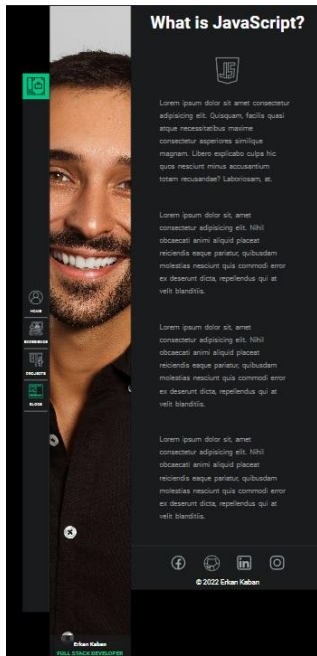 What is JavaScript?
JS
Lorem ipsum dolor sit amet consectetur
adipisicing elit. Quisquam, facilis quasi
atque necessitatibus maxime
consectetur asperiores similique
magnam. Libero explicabo culpa hic
quos nesciunt minus accusantium
totam recusandae? Laboriosam, at.
Lorem ipsum dolor sit, amet
consectetur adipisicing elit. Nihil
obcaecati animi aliquid placeat
reiciendis eaque pariatur, quibusdam
molestias nesciunt quis commodi error
ex deserunt dicta, repellendus qui at
velit blanditiis.
Lorem ipsum dolor sit, amet
consectetur adipisicing elit. Nihil
obcaecati animi aliquid placeat
reiciendis eaque pariatur, quibusdam
molestias nesciunt quis commodi error
ex deserunt dicta, repellendus qui at
velit blanditiis.
Lorem ipsum dolor sit, amet
consectetur adipisicing elit. Nihil
obcaecati animi aliquid placeat
reiciendis eaque pariatur, quibusdam
molestias nesciunt quis commodi error
ex deserunt dicta, repellendus qui at
velit blanditiis.
HOME
PROJECTS
BLOGS
in
© 2022 Erkan Kaban
Erkan Kaban
FULL STACK DEVELOPER